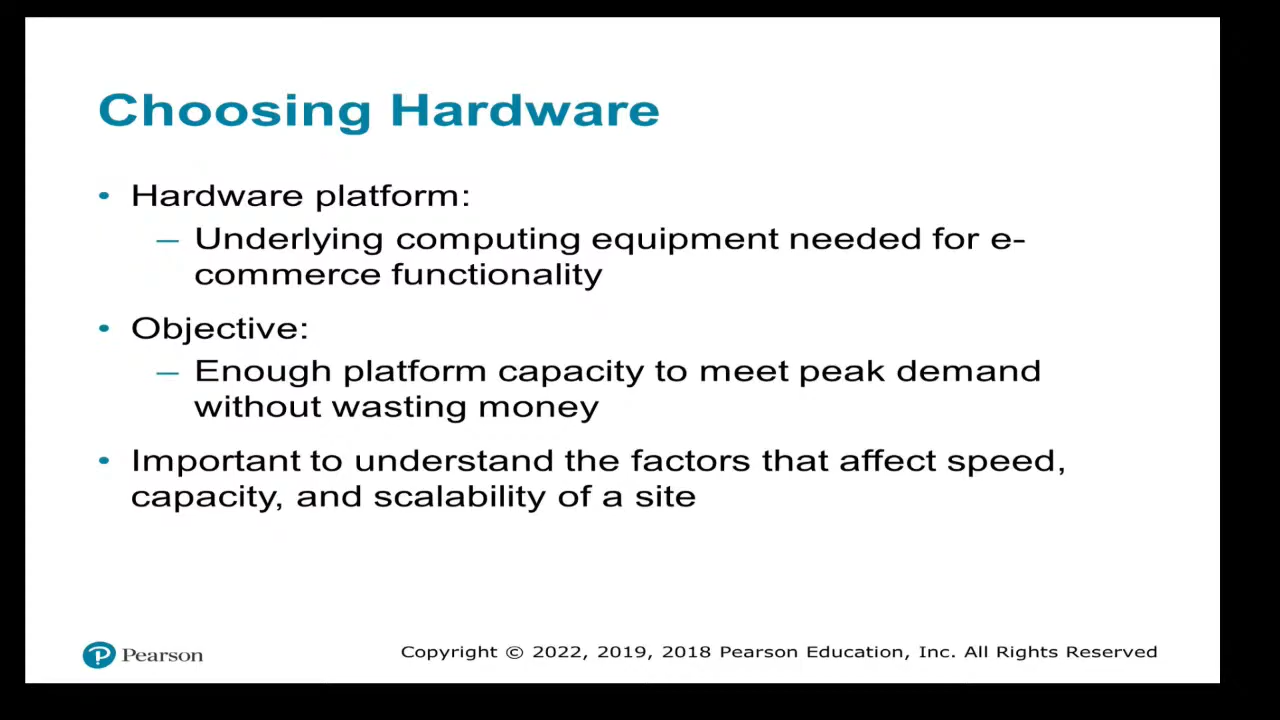 Choosing Hardware
• Hardware platform:
– Underlying computing equipment needed for e-
commerce functionality
• Objective:
– Enough platform capacity to meet peak demand
without wasting money
• Important to understand the factors that affect speed,
capacity, and scalability of a site
P Pearson
Copyright © 2022, 2019, 2018 Pearson Education, Inc. All Rights Reserved